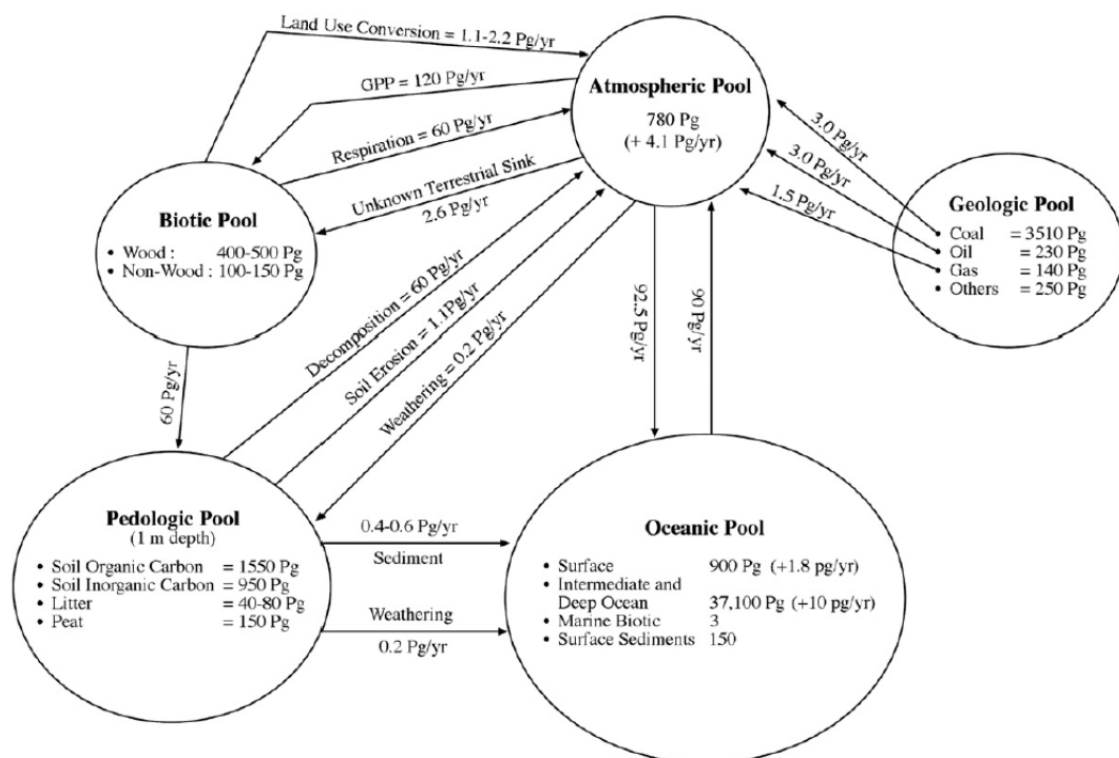 Land Use Conversion = 1.1-2.2 Pg/yr
GPP = 120 Pg/yr
Respiration = 60 Pg/yr
Unknown Terrestrial Sink
2.6 Pg/yr
Atmospheric Pool
780 Pg
(+ 4.1 Pg/yr)
3.0 Pg/yr
3.0 Pg/yr
1.5 Pg/yr
Biotic Pool
• Wood : 400-500 Pg
• Non-Wood : 100-150 Pg
Geologic Pool
• Coal = 3510 Pg
• Oil = 230 Pg
• Gas = 140 Pg
• Others = 250 Pg
60 Pg/yr
Decomposition = 60 Pg/yr
Soil Erosion = 1.1Pg/yr
Weathering = 0.2 Pg/yr
92.5 Pg/yr
90 Pg/yr
Pedologic Pool
(1 m depth)
• Soil Organic Carbon = 1550 Pg
• Soil Inorganic Carbon = 950 Pg
• Litter = 40-80 Pg
• Peat = 150 Pg
0.4-0.6 Pg/yr
Sediment
Weathering
0.2 Pg/yr
Oceanic Pool
• Surface 900 Pg (+1.8 pg/yr)
• Intermediate and
Deep Ocean 37,100 Pg (+10 pg/yr)
• Marine Biotic 3
• Surface Sediments 150